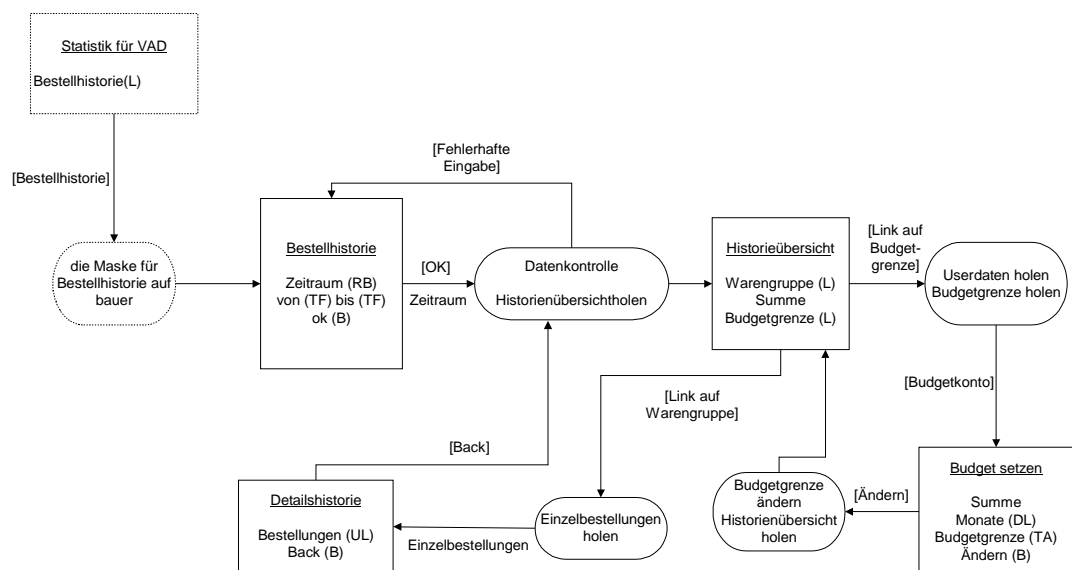 Statistik für VAD
Bestellhistorie(L)
[Bestellhistorie]
die Maske für
Bestellhistorie auf
bauer
[Fehlerhafte
Eingabe]
Bestellhistorie
Zeitraum (RB)
von (TF) bis (TF)
ok (B)
[OK]
Zeitraum
Datenkontrolle
Historienübersichtholen
Historieübersicht
Warengruppe (L)
Summe
Budgetgrenze (L)
[Link auf
Budget-
grenze]
Userdaten holen
Budgetgrenze holen
[Budgetkonto]
[Link auf
Warengruppe]
[Back]
Detailshistorie
Bestellungen (UL)
Back (B)
Einzelbestellungen
Einzelbestellungen
holen
Budgetgrenze
ändern
Historienübersicht
holen
[Ändern]
Budget setzen
Summe
Monate (DL)
Budgetgrenze (TA)
Ändern (B)